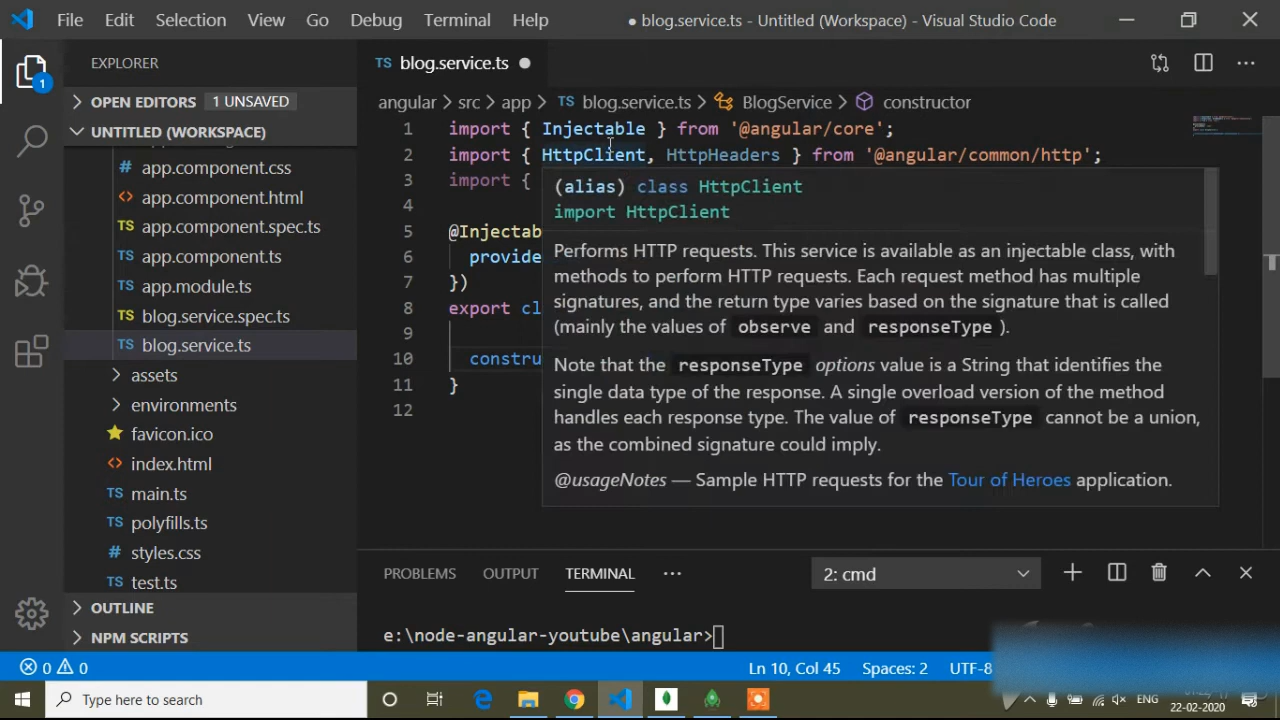 File Edit Selection View Go Debug Terminal Help
● blog.service.ts - Untitled (Workspace) - Visual Studio Code
EXPLORER
OPEN EDITORS 1 UNSAVED
UNTITLED (WORKSPACE)
app.component.css
app.component.html
TS app.component.spec.ts
TS app.component.ts
TS app.module.ts
TS blog.service.spec.ts
TS blog.service.ts
assets
environments
favicon.ico
index.html
TS main.ts
TS polyfills.ts
# styles.css
TS test.ts
OUTLINE
NPM SCRIPTS
1
TS blog.service.ts ●
angular > src > app > TS blog.service.ts > BlogService > constructor
1 import { Injectable } from '@angular/core';
2 import { HttpClient, HttpHeaders } from '@angular/common/http';
3 import {
4
5 @Injectab
6 provide
7 })
8 export cl
9
10 constru
11 }
12
(alias) class HttpClient
import HttpClient
Performs HTTP requests. This service is available as an injectable class, with
methods to perform HTTP requests. Each request method has multiple
signatures, and the return type varies based on the signature that is called
(mainly the values of observe and responseType ).
Note that the responseType options value is a String that identifies the
single data type of the response. A single overload version of the method
handles each response type. The value of responseType cannot be a union,
as the combined signature could imply.
@usageNotes — Sample HTTP requests for the Tour of Heroes application.
PROBLEMS OUTPUT TERMINAL ··· 2: cmd
e:\node-angular-youtube\angular>
0 0 Ln 10, Col 45 Spaces: 2 UTF-8
Type here to search
ENG
22-02-2020